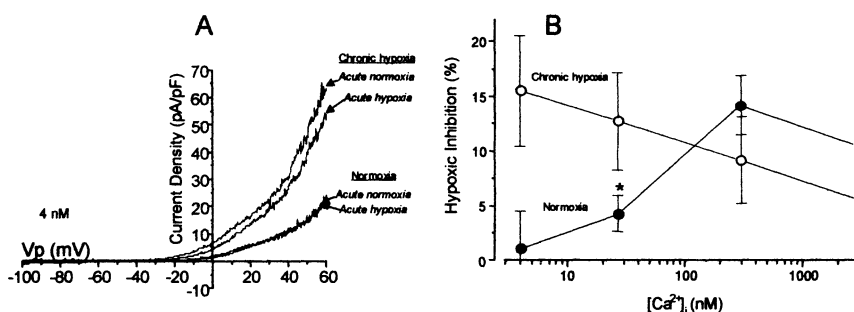 A
Chronic hypoxia
Acute normoxia
Acute hypoxia
Normoxia
Acute normoxia
Acute hypoxia
4 nM
Vp (mV)
Current Density (pA/pF)
70
60
50
40
30
20
10
-10
-100 -80 -60 -40 -20 20 40 60
B
Hypoxic Inhibition (%)
20
15
10
5
0
Chronic hypoxia
*
Normoxia
10 100 1000
[Ca²⁺]i (nM)